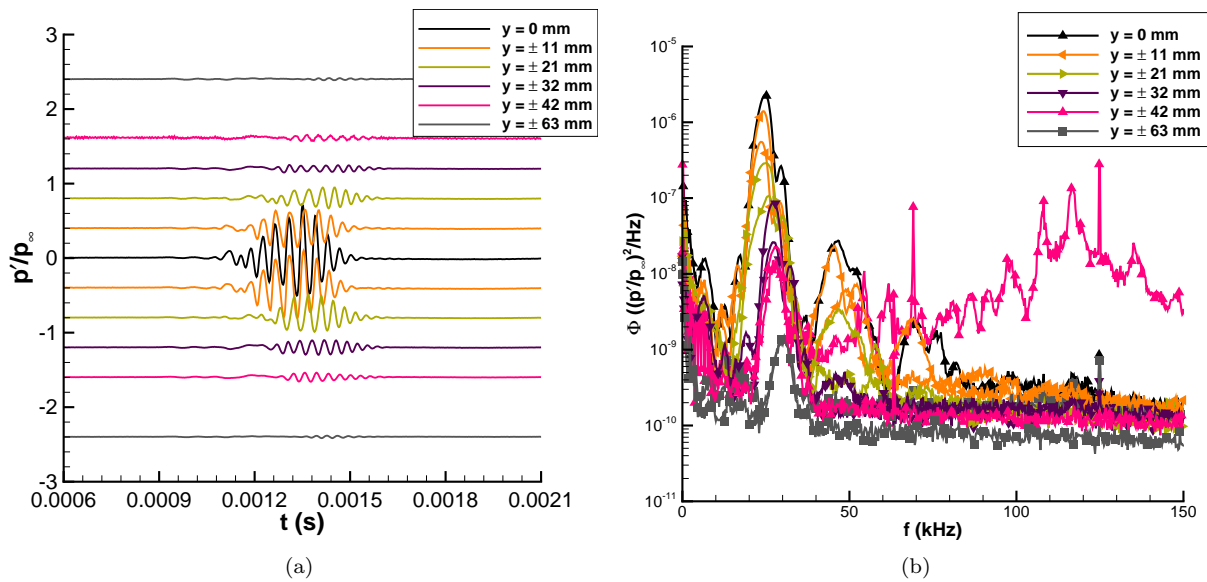 y = 0 mm
y = ± 11 mm
y = ± 21 mm
y = ± 32 mm
y = ± 42 mm
y = ± 63 mm
3
2
1
0
-1
-2
-3
p'/p∞
0.0006
0.0009
0.0012
0.0015
0.0018
0.0021
t (s)
(a)
y = 0 mm
y = ± 11 mm
y = ± 21 mm
y = ± 32 mm
y = ± 42 mm
y = ± 63 mm
10⁻⁵
10⁻⁶
10⁻⁷
10⁻⁸
10⁻⁹
10⁻¹⁰
10⁻¹¹
Φ ((p'/p∞)²/Hz)
0
50
100
150
f (kHz)
(b)